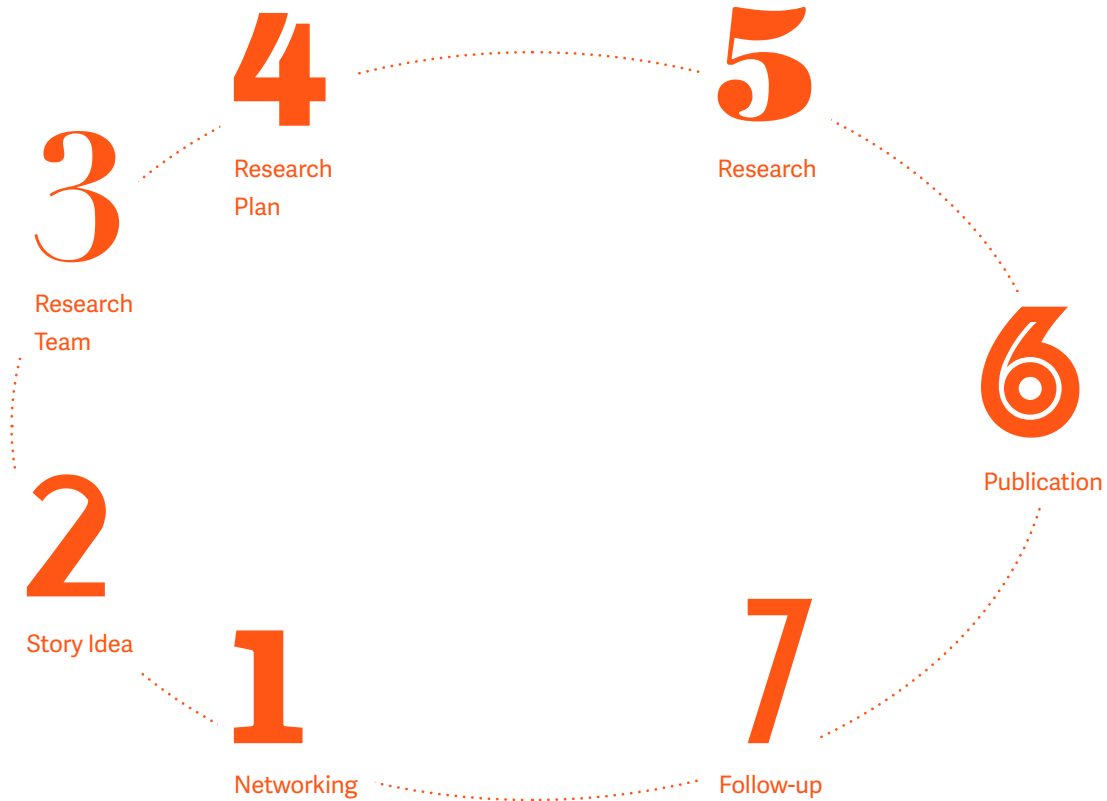 1
Networking
2
Story Idea
3
Research
Team
4
Research
Plan
5
Research
6
Publication
7
Follow-up